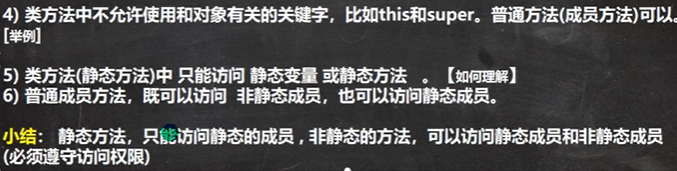 4) 类方法中不允许使用和对象有关的关键字，比如this和super。普通方法(成员方法)可以。
[举例]
5) 类方法(静态方法)中 只能访问 静态变量 或静态方法 。【如何理解】
6) 普通成员方法，既可以访问 非静态成员，也可以访问静态成员。
小结： 静态方法，只能访问静态的成员，非静态的方法，可以访问静态成员和非静态成员
(必须遵守访问权限)